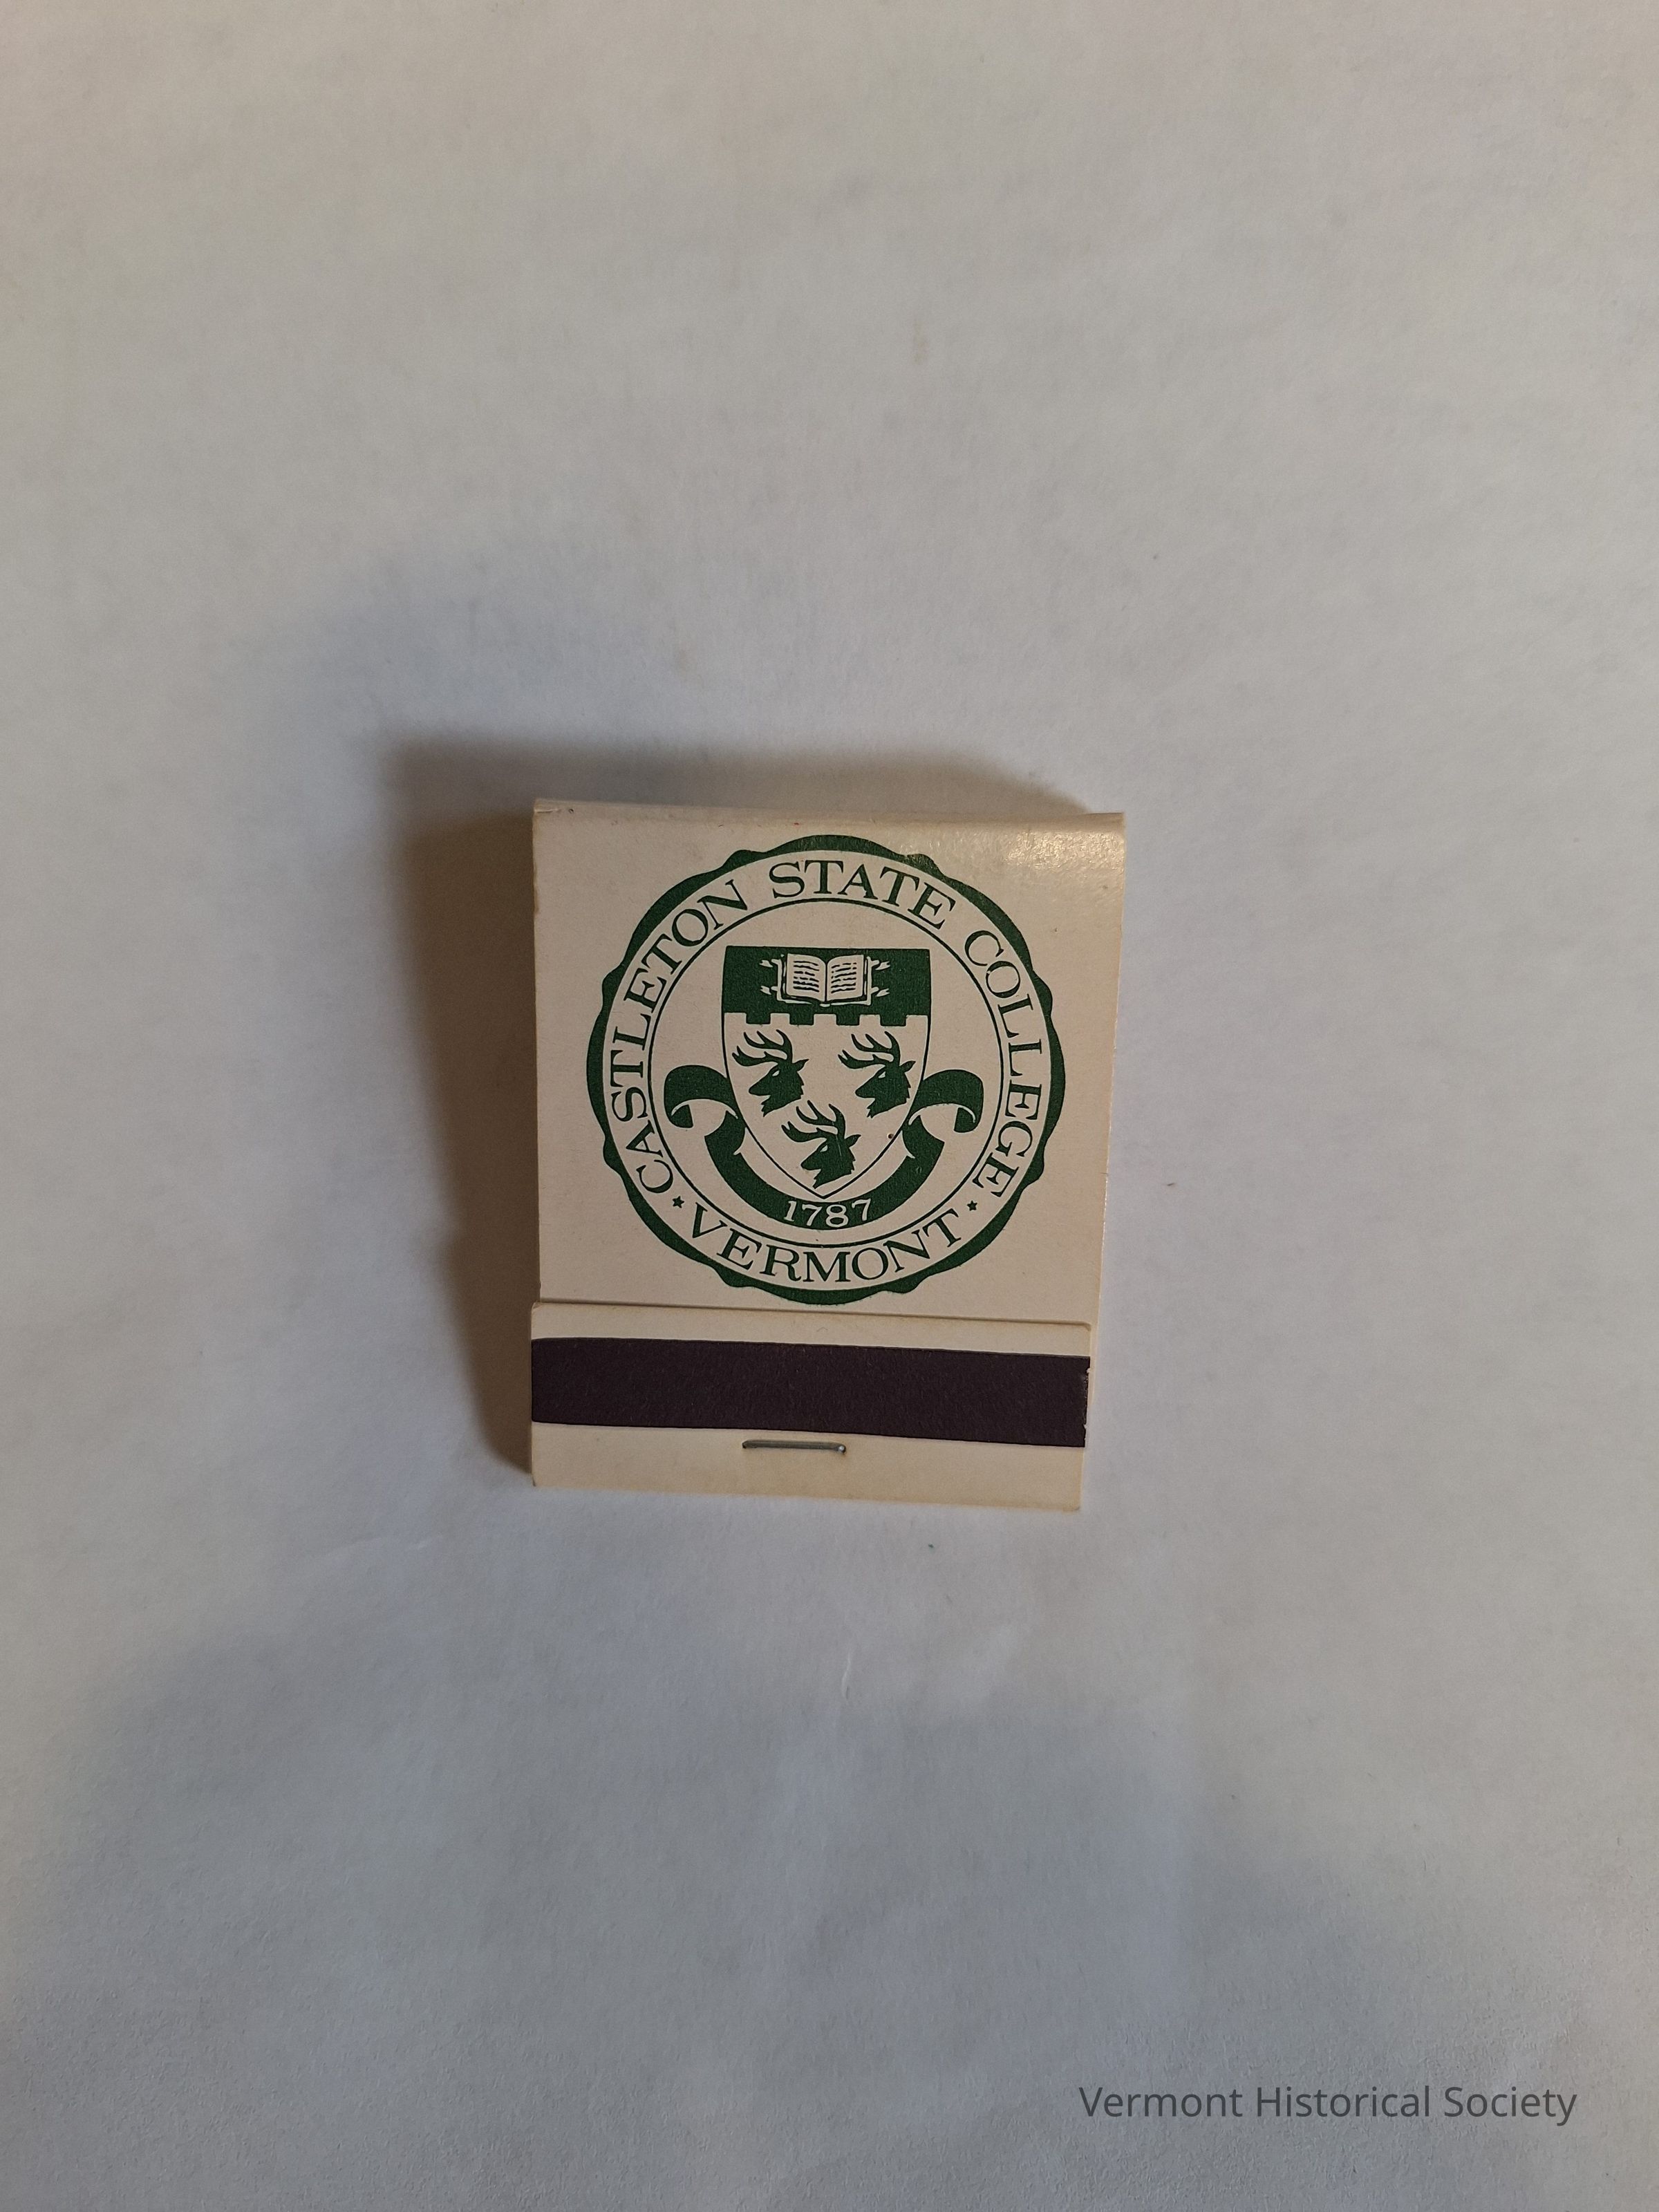 CASTLETON STATE COLLEGE
1787
★ VERMONT ★
Vermont Historical Society